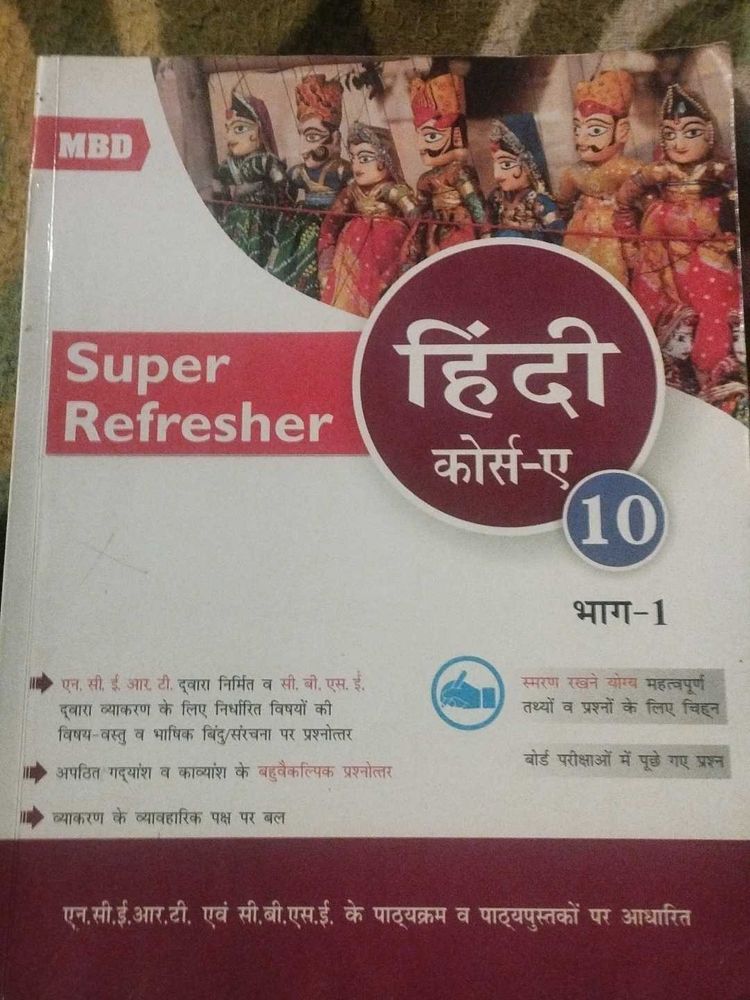 MBD
Super
Refresher
हिंदी
कोर्स-ए
10
भाग-1
एन. सी. ई. आर. टी. द्वारा निर्मित व सी. बी. एस. ई.
द्वारा व्याकरण के लिए निर्धारित विषयों की
विषय-वस्तु व भाषिक बिंदु/संरचना पर प्रश्नोत्तर
अपठित गद्यांश व काव्यांश के बहुवैकल्पिक प्रश्नोत्तर
व्याकरण के व्यावहारिक पक्ष पर बल
स्मरण रखने योग्य महत्वपूर्ण
तथ्यों व प्रश्नों के लिए चिह्न
बोर्ड परीक्षाओं में पूछे गए प्रश्न
एन.सी.ई.आर.टी. एवं सी.बी.एस.ई. के पाठ्यक्रम व पाठ्यपुस्तकों पर आधारित